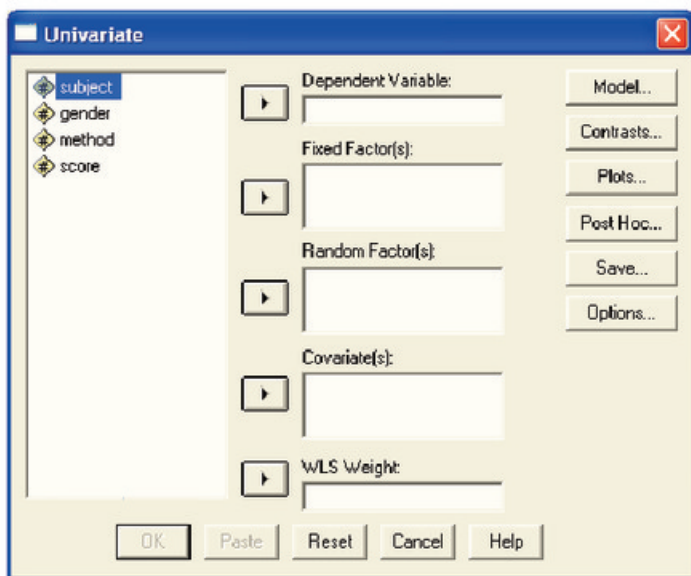 Univariate
subject
gender
method
score
Dependent Variable:
Fixed Factor(s):
Random Factor(s):
Covariate(s):
WLS Weight:
Model...
Contrasts...
Plots...
Post Hoc...
Save...
Options...
OK Paste Reset Cancel Help